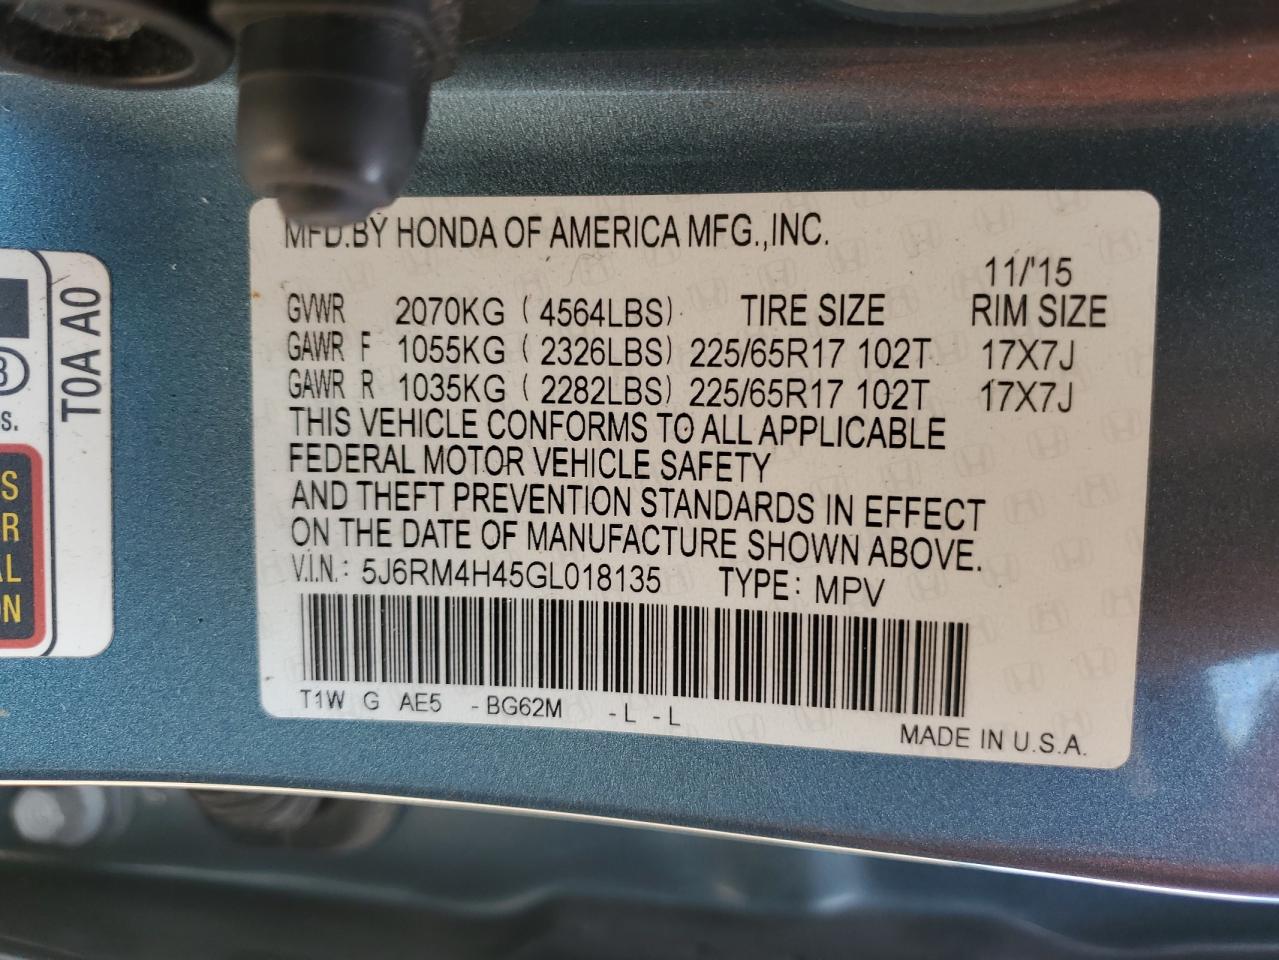 MFD.BY HONDA OF AMERICA MFG.,INC.
11/'15
GVWR 2070KG ( 4564LBS) TIRE SIZE RIM SIZE
GAWR F 1055KG ( 2326LBS) 225/65R17 102T 17X7J
GAWR R 1035KG ( 2282LBS) 225/65R17 102T 17X7J
THIS VEHICLE CONFORMS TO ALL APPLICABLE
FEDERAL MOTOR VEHICLE SAFETY
AND THEFT PREVENTION STANDARDS IN EFFECT
ON THE DATE OF MANUFACTURE SHOWN ABOVE.
V.I.N.: 5J6RM4H45GL018135 TYPE: MPV
T1W G AE5 -BG62M -L -L
MADE IN U.S.A.
T0A A0